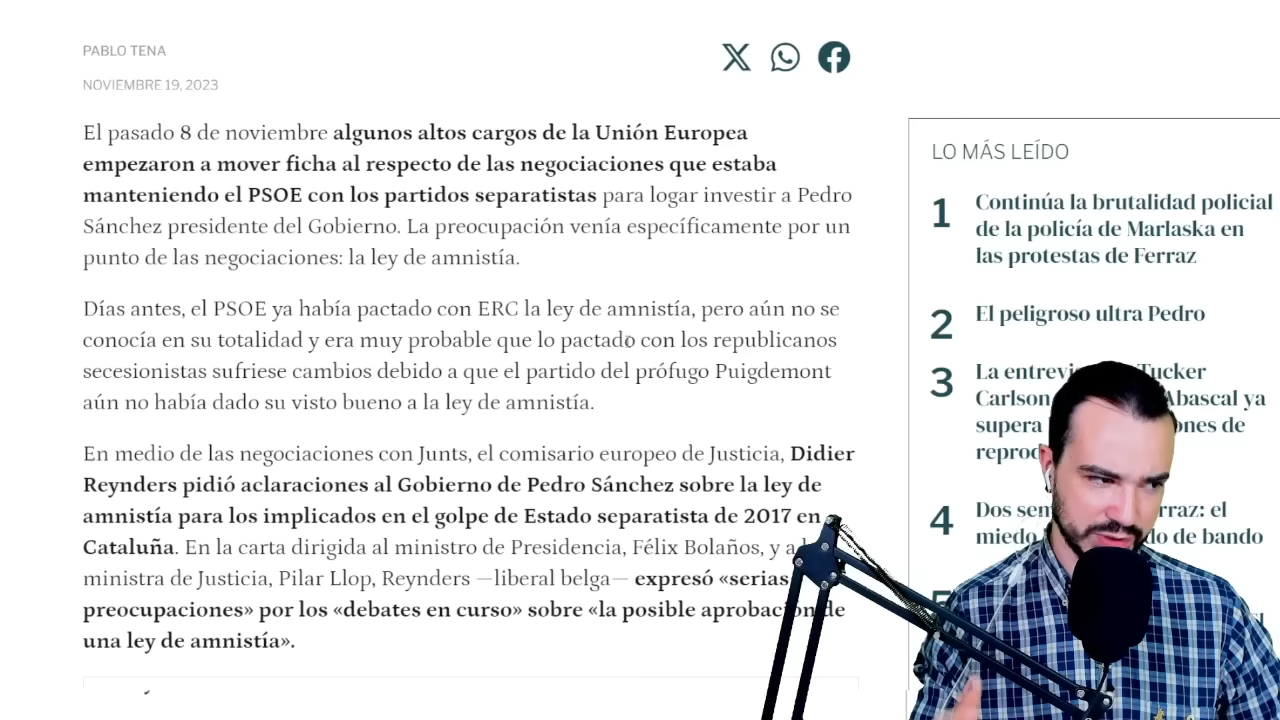 PABLO TENA
NOVIEMBRE 19, 2023
El pasado 8 de noviembre algunos altos cargos de la Unión Europea
empezaron a mover ficha al respecto de las negociaciones que estaba
manteniendo el PSOE con los partidos separatistas para logar investir a Pedro
Sánchez presidente del Gobierno. La preocupación venía específicamente por un
punto de las negociaciones: la ley de amnistía.
Días antes, el PSOE ya había pactado con ERC la ley de amnistía, pero aún no se
conocía en su totalidad y era muy probable que lo pactado con los republicanos
secesionistas sufriese cambios debido a que el partido del prófugo Puigdemont
aún no había dado su visto bueno a la ley de amnistía.
En medio de las negociaciones con Junts, el comisario europeo de Justicia, Didier
Reynders pidió aclaraciones al Gobierno de Pedro Sánchez sobre la ley de
amnistía para los implicados en el golpe de Estado separatista de 2017 en
Cataluña. En la carta dirigida al ministro de Presidencia, Félix Bolaños, y a
ministra de Justicia, Pilar Llop, Reynders —liberal belga— expresó «serias
preocupaciones» por los «debates en curso» sobre «la posible aprobación de
una ley de amnistía».
LO MÁS LEÍDO
1 Continúa la brutalidad policial
de la policía de Marlaska en
las protestas de Ferraz
2 El peligroso ultra Pedro
3 La Tucker
Carlson Abascal ya
supera de
4 Dos
miedo de bando